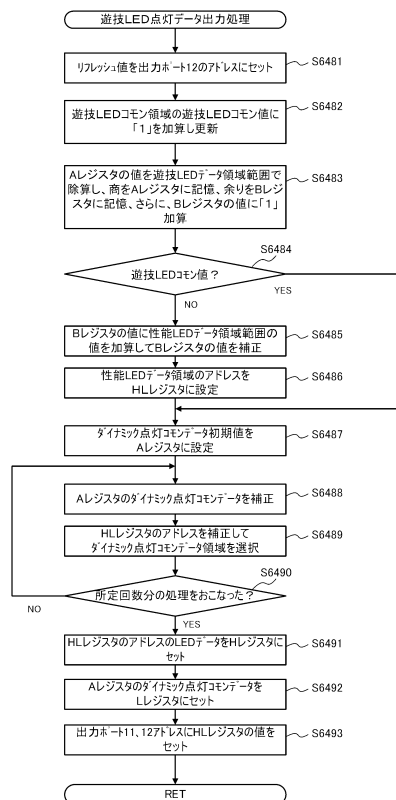 遊技LED点灯データ出力処理
リフレッシュ値を出力ポート12のアドレスにセット
S6481
遊技LEDコモン領域の遊技LEDコモン値に
「1」を加算し更新
S6482
Aレジスタの値を遊技LEDデータ領域範囲で
除算し、商をAレジスタに記憶、余りをBレジ
スタに記憶、さらに、Bレジスタの値に「1」
加算
S6483
遊技LEDコモン値？
S6484
YES
NO
Bレジスタの値に性能LEDデータ領域範囲の
値を加算してBレジスタの値を補正
S6485
性能LEDデータ領域のアドレスを
HLレジスタに設定
S6486
ダイナミック点灯コモンデータ初期値を
Aレジスタに設定
S6487
Aレジスタのダイナミック点灯コモンデータを補正
S6488
HLレジスタのアドレスを補正して
ダイナミック点灯コモンデータ領域を選択
S6489
所定回数分の処理をおこなった？
S6490
NO
YES
HLレジスタのアドレスのLEDデータをHレジスタに
セット
S6491
Aレジスタのダイナミック点灯コモンデータを
Lレジスタにセット
S6492
出力ポート11、12アドレスにHLレジスタの値を
セット
S6493
RET